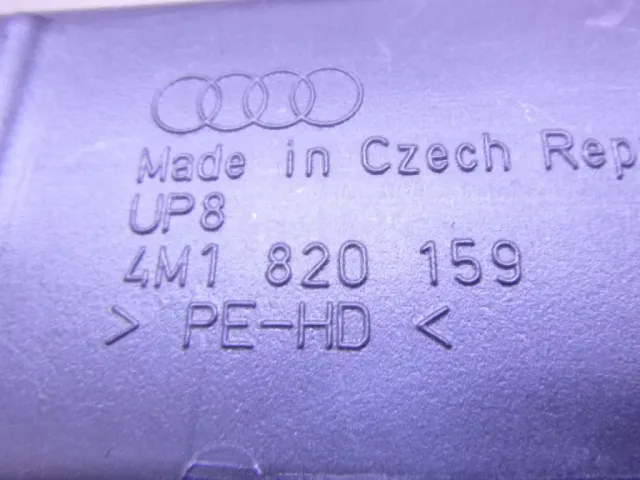 Made in Czech Rep
UP8
4M1 820 159
> PE-HD <